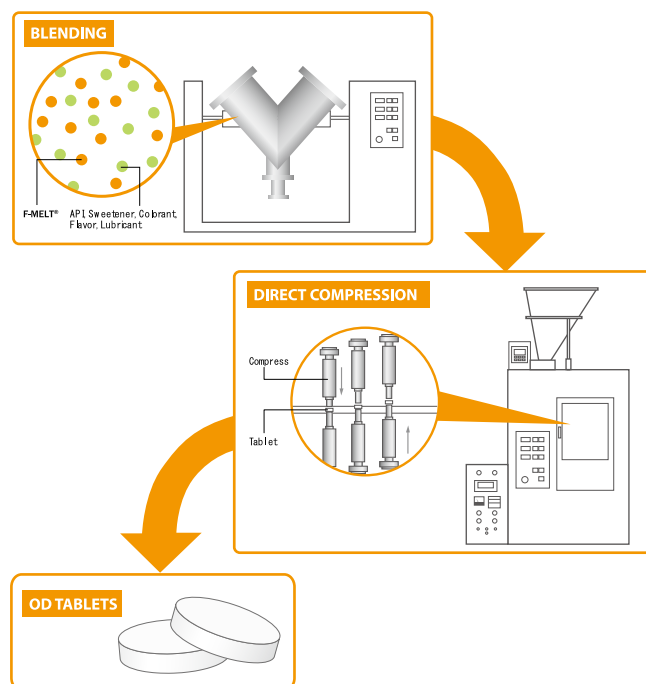 BLENDING
F-MELT® API, Sweetener, Colorant,
Flavor, Lubricant
DIRECT COMPRESSION
Compress
Tablet
OD TABLETS